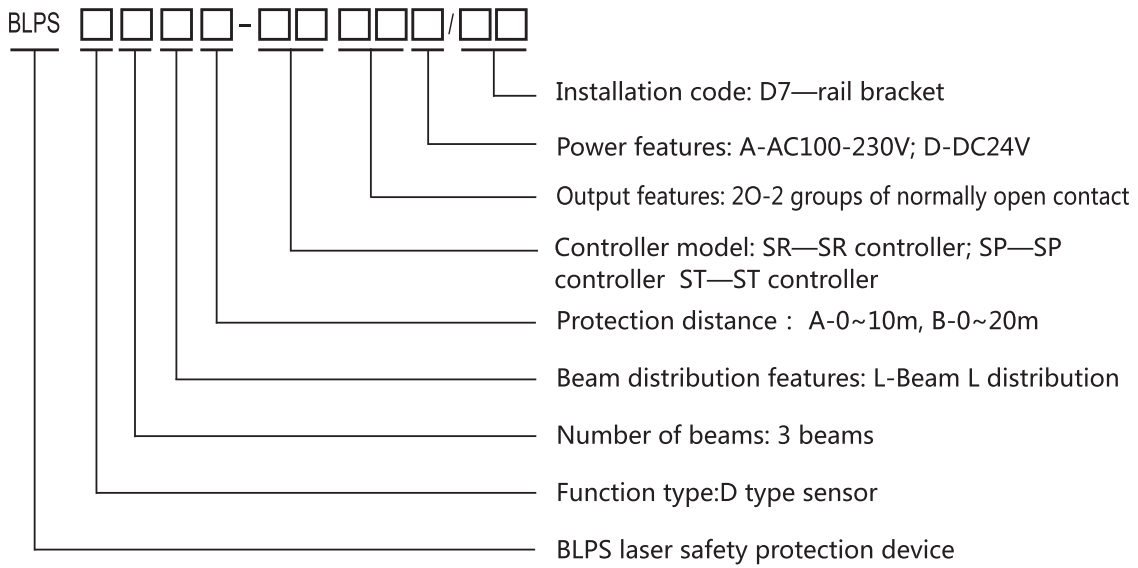 BLPS □□□□-□□ □□□/□□
Installation code: D7—rail bracket
Power features: A-AC100-230V; D-DC24V
Output features: 2O-2 groups of normally open contact
Controller model: SR—SR controller; SP—SP
controller ST—ST controller
Protection distance : A-0~10m, B-0~20m
Beam distribution features: L-Beam L distribution
Number of beams: 3 beams
Function type:D type sensor
BLPS laser safety protection device